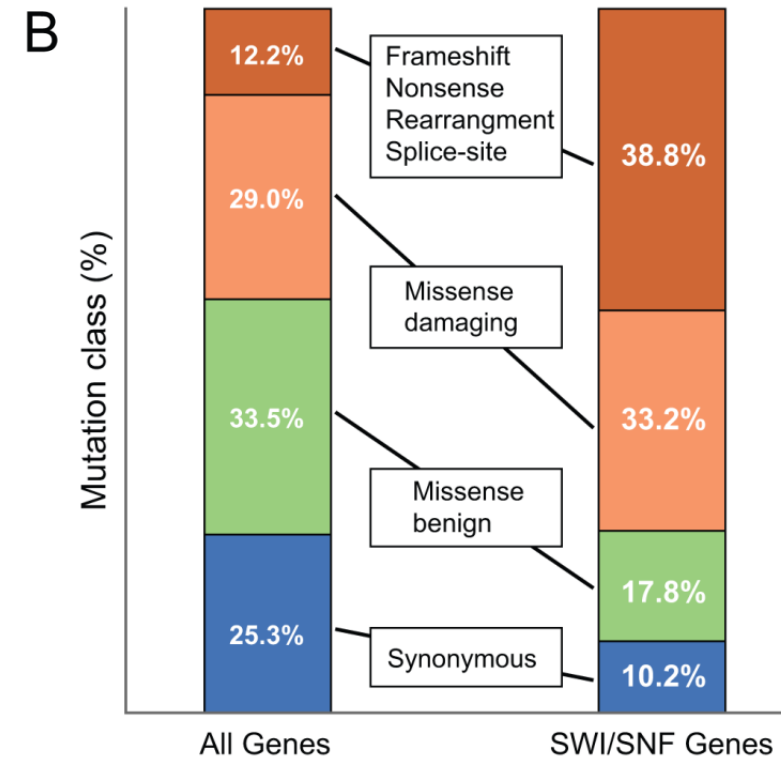 B
Mutation class (%)
12.2%
29.0%
33.5%
25.3%
Frameshift
Nonsense
Rearrangment
Splice-site
Missense
damaging
Missense
benign
Synonymous
38.8%
33.2%
17.8%
10.2%
All Genes
SWI/SNF Genes